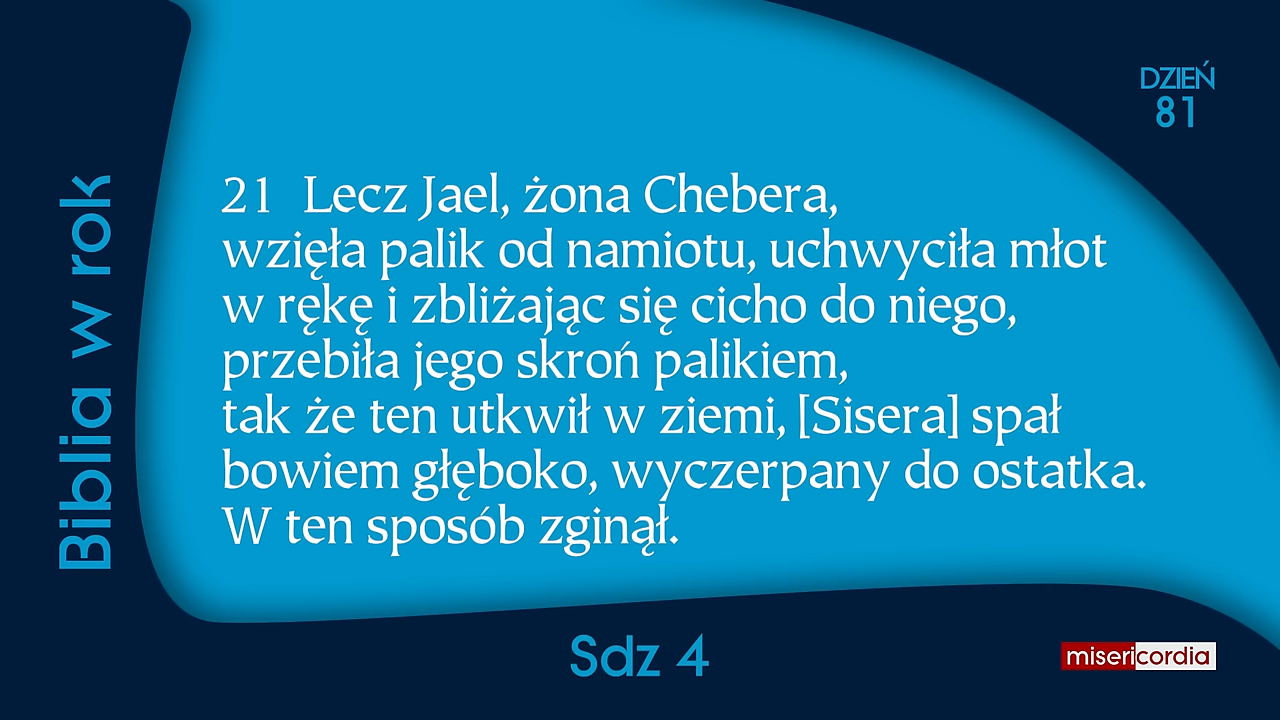 DZIEŃ
81
Biblia w rok
21 Lecz Jael, żona Chebera,
wzięła palik od namiotu, uchwyciła młot
w rękę i zbliżając się cicho do niego,
przebiła jego skroń palikiem,
tak że ten utkwił w ziemi, [Sisera] spał
bowiem głęboko, wyczerpany do ostatka.
W ten sposób zginął.
Sdz 4
misericordia